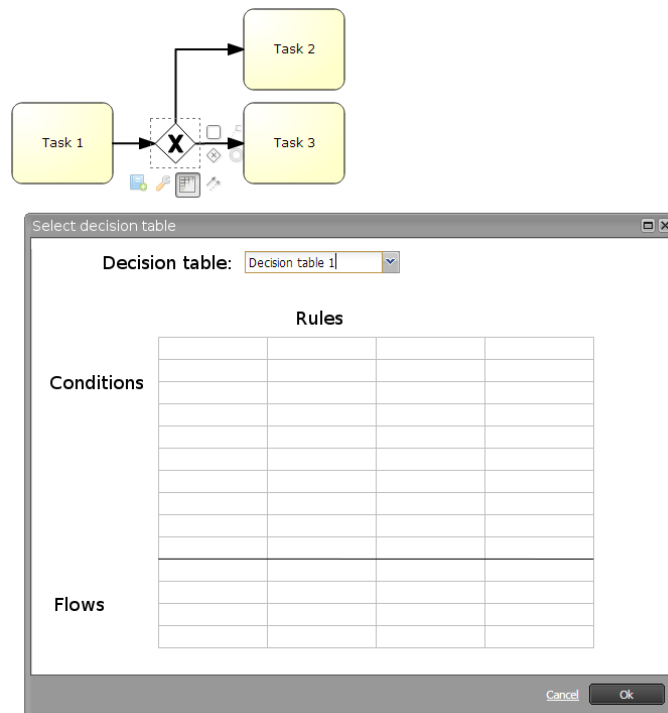 Task 2
Task 1
X
Task 3
Select decision table
Decision table: Decision table 1
Rules
Conditions
Flows
Cancel Ok